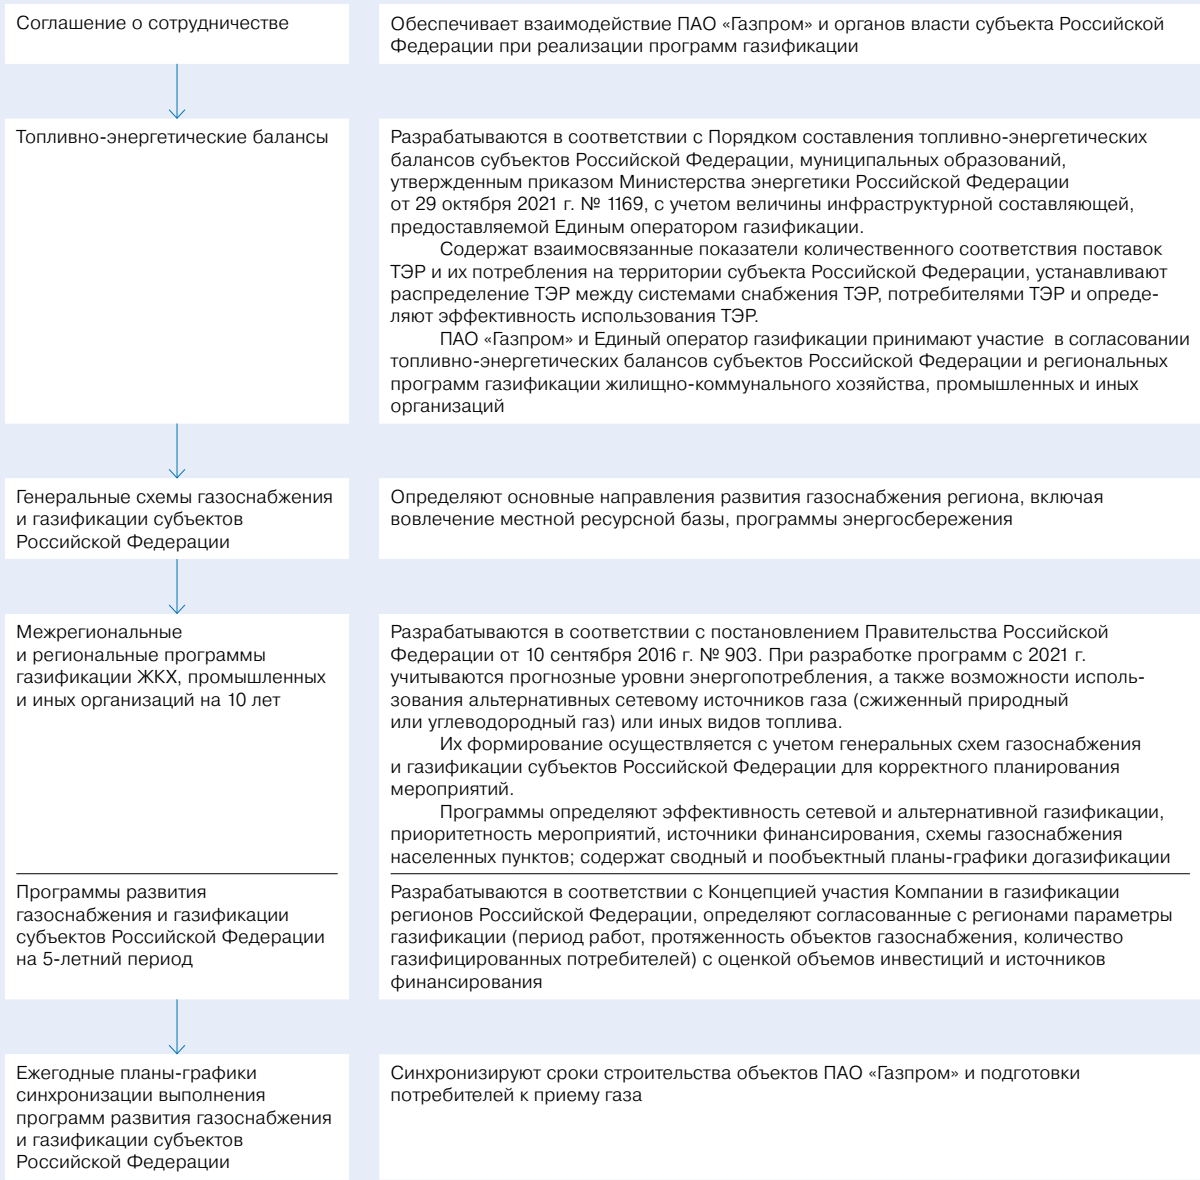 Соглашение о сотрудничестве
Обеспечивает взаимодействие ПАО «Газпром» и органов власти субъекта Российской
Федерации при реализации программ газификации
Топливно-энергетические балансы
Разрабатываются в соответствии с Порядком составления топливно-энергетических
балансов субъектов Российской Федерации, муниципальных образований,
утвержденным приказом Министерства энергетики Российской Федерации
от 29 октября 2021 г. № 1169, с учетом величины инфраструктурной составляющей,
предоставляемой Единым оператором газификации.
Содержат взаимосвязанные показатели количественного соответствия поставок
ТЭР и их потребления на территории субъекта Российской Федерации, устанавливают
распределение ТЭР между системами снабжения ТЭР, потребителями ТЭР и опреде-
ляют эффективность использования ТЭР.
ПАО «Газпром» и Единый оператор газификации принимают участие в согласовании
топливно-энергетических балансов субъектов Российской Федерации и региональных
программ газификации жилищно-коммунального хозяйства, промышленных и иных
организаций
Генеральные схемы газоснабжения
и газификации субъектов
Российской Федерации
Определяют основные направления развития газоснабжения региона, включая
вовлечение местной ресурсной базы, программы энергосбережения
Межрегиональные
и региональные программы
газификации ЖКХ, промышленных
и иных организаций на 10 лет
Разрабатываются в соответствии с постановлением Правительства Российской
Федерации от 10 сентября 2016 г. № 903. При разработке программ с 2021 г.
учитываются прогнозные уровни энергопотребления, а также возможности исполь-
зования альтернативных сетевому источников газа (сжиженный природный
или углеводородный газ) или иных видов топлива.
Их формирование осуществляется с учетом генеральных схем газоснабжения
и газификации субъектов Российской Федерации для корректного планирования
мероприятий.
Программы определяют эффективность сетевой и альтернативной газификации,
приоритетность мероприятий, источники финансирования, схемы газоснабжения
населенных пунктов; содержат сводный и пообъектный планы-графики догазификации
Программы развития
газоснабжения и газификации
субъектов Российской Федерации
на 5-летний период
Разрабатываются в соответствии с Концепцией участия Компании в газификации
регионов Российской Федерации, определяют согласованные с регионами параметры
газификации (период работ, протяженность объектов газоснабжения, количество
газифицированных потребителей) с оценкой объемов инвестиций и источников
финансирования
Ежегодные планы-графики
синхронизации выполнения
программ развития газоснабжения
и газификации субъектов
Российской Федерации
Синхронизируют сроки строительства объектов ПАО «Газпром» и подготовки
потребителей к приему газа